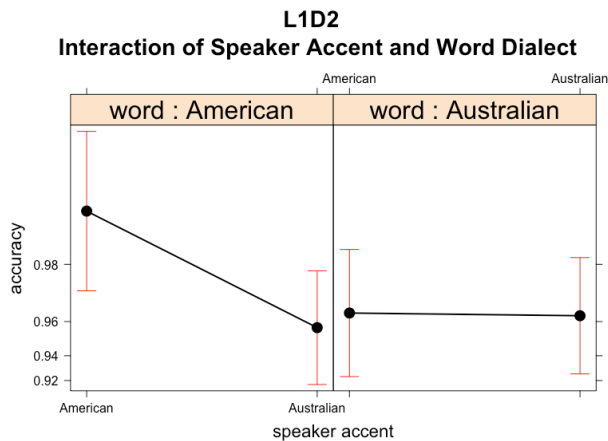 L1D2
Interaction of Speaker Accent and Word Dialect
American Australian
word : American word : Australian
accuracy
0.98
0.96
0.94
0.92
American Australian
speaker accent